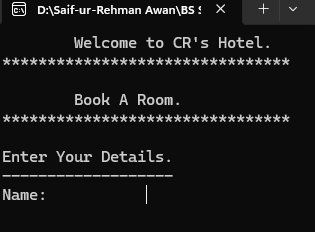 D:\Saif-ur-Rehman Awan\BS S
Welcome to CR's Hotel.
********************************
Book A Room.
********************************
Enter Your Details.
-------------------
Name: